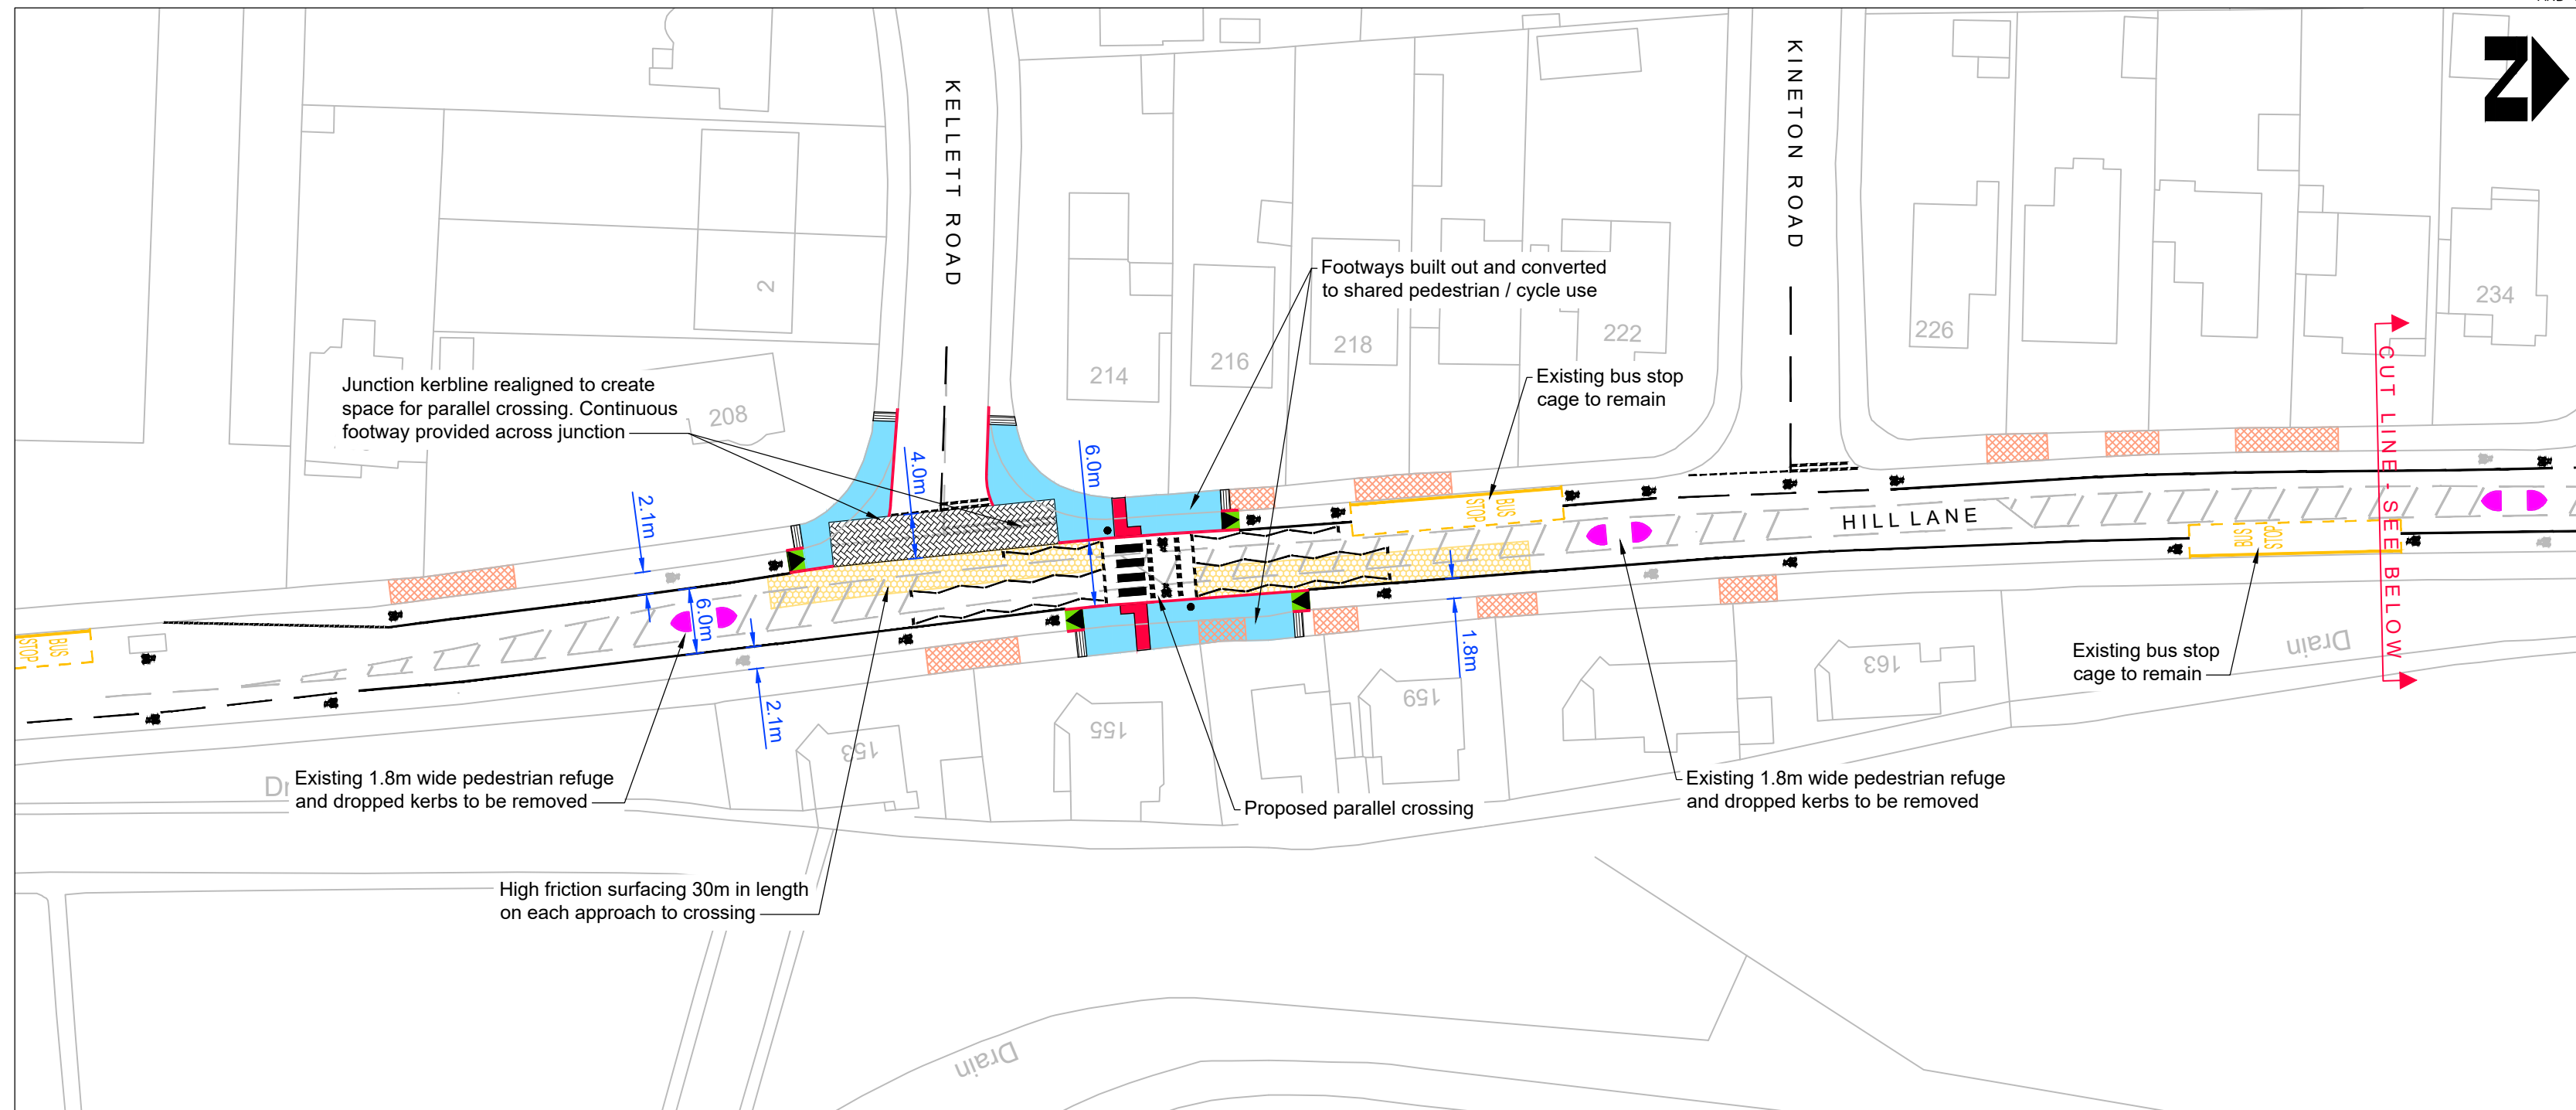 KELLETT ROAD
KINETON ROAD
N
2
234
Footways built out and converted
to shared pedestrian / cycle use
226
222
218
216
214
208
Existing bus stop
cage to remain
Junction kerbline realigned to create
space for parallel crossing. Continuous
footway provided across junction
4.0m
6.0m
2.1m
BUS
STOP
HILL LANE
CUT LINE - SEE BELOW
BUS
STOP
BUS
STOP
6.0m
1.8m
2.1m
Existing bus stop
cage to remain
Drain
163
159
155
153
Existing 1.8m wide pedestrian refuge
and dropped kerbs to be removed
Proposed parallel crossing
Existing 1.8m wide pedestrian refuge
and dropped kerbs to be removed
High friction surfacing 30m in length
on each approach to crossing
Drain